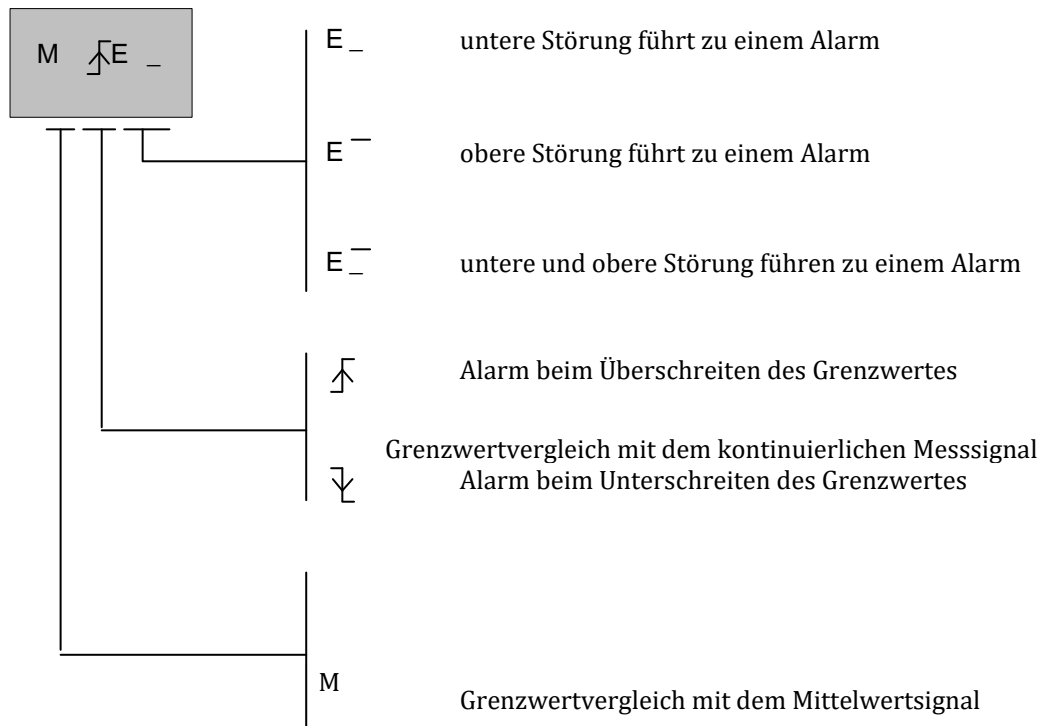 M E _
E _ untere Störung führt zu einem Alarm
E ¯ obere Störung führt zu einem Alarm
E _ ¯ untere und obere Störung führen zu einem Alarm
Alarm beim Überschreiten des Grenzwertes
Grenzwertvergleich mit dem kontinuierlichen Messsignal
Alarm beim Unterschreiten des Grenzwertes
M
Grenzwertvergleich mit dem Mittelwertsignal